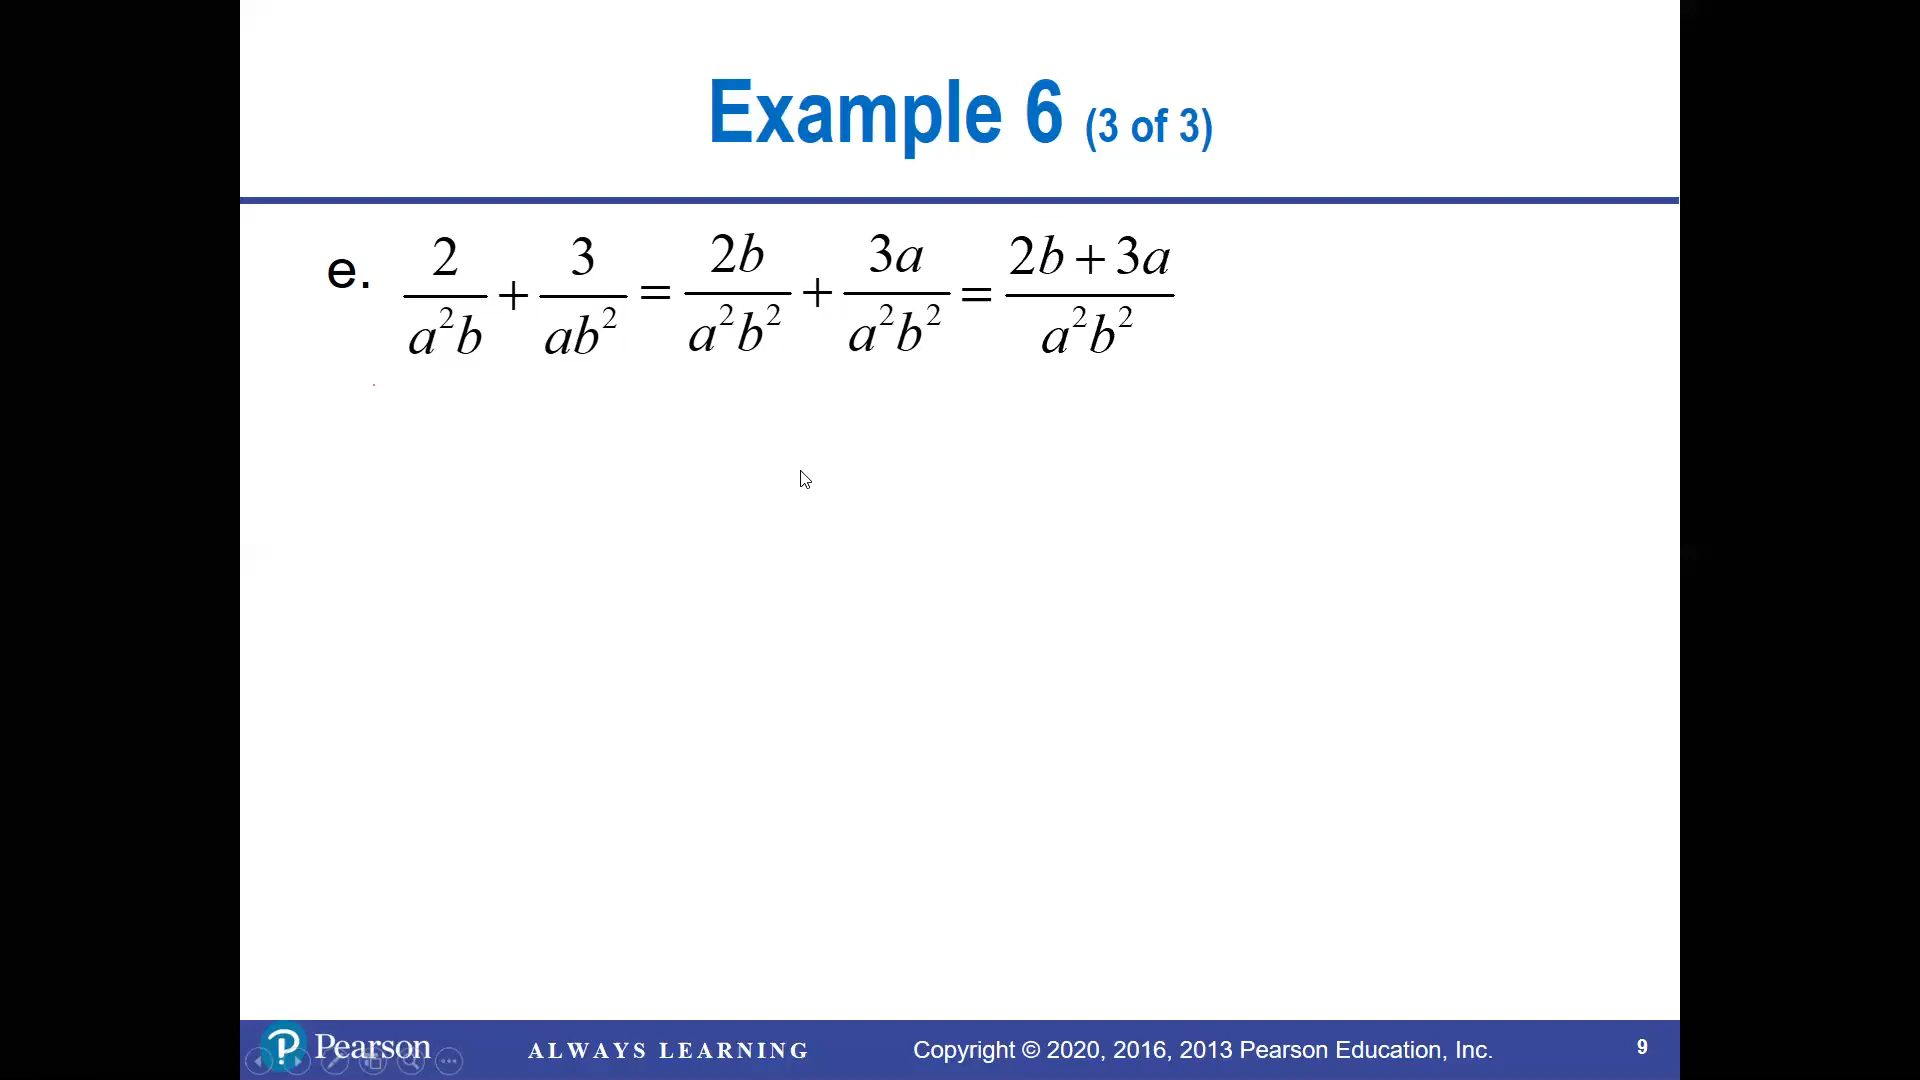 Example 6 (3 of 3)
e. 2/a²b + 3/ab² = 2b/a²b² + 3a/a²b² = 2b + 3a/a²b²
Pearson
ALWAYS LEARNING
Copyright © 2020, 2016, 2013 Pearson Education, Inc.
9